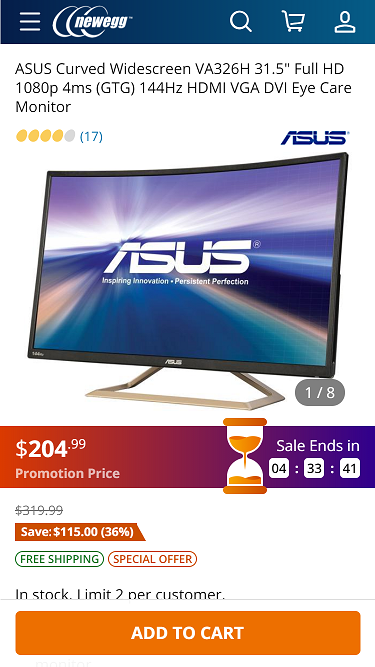 newegg
ASUS Curved Widescreen VA326H 31.5" Full HD
1080p 4ms (GTG) 144Hz HDMI VGA DVI Eye Care
Monitor
(17)
ASUS
ASUS®
Inspiring Innovation • Persistent Perfection
144Hz
ASUS
1 / 8
$204.99
Promotion Price
Sale Ends in
04 : 33 : 41
$319.99
Save: $115.00 (36%)
FREE SHIPPING SPECIAL OFFER
In stock. Limit 2 per customer.
ADD TO CART
monitor